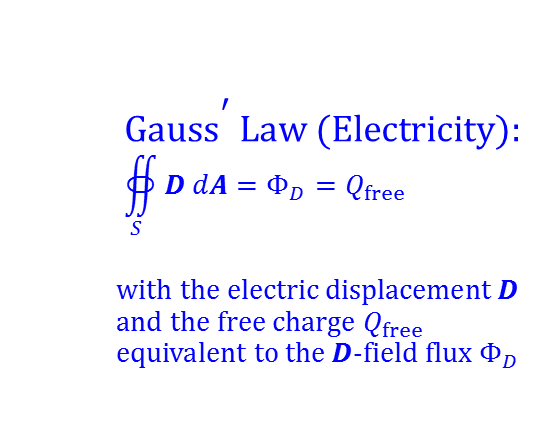 Gauss′ Law (Electricity):
∯ D dA = Φ_D = Q_free
S
with the electric displacement D
and the free charge Q_free
equivalent to the D-field flux Φ_D